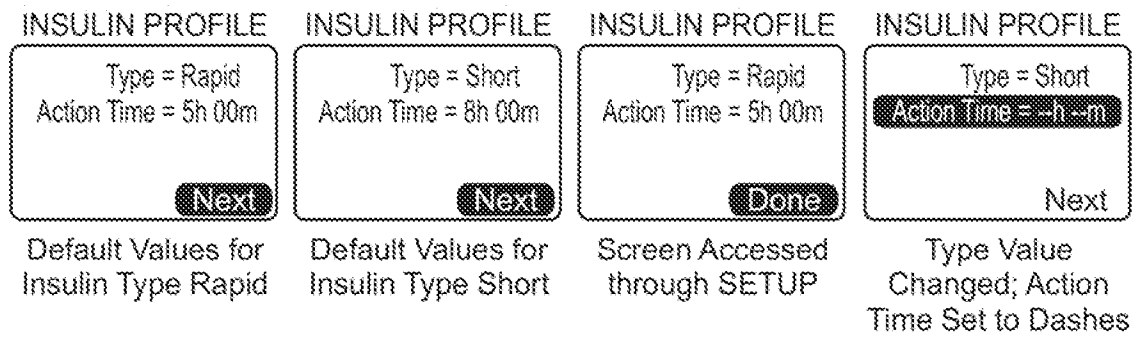 INSULIN PROFILE
Type = Rapid
Action Time = 5h 00m
Next
Default Values for
Insulin Type Rapid
INSULIN PROFILE
Type = Short
Action Time = 8h 00m
Next
Default Values for
Insulin Type Short
INSULIN PROFILE
Type = Rapid
Action Time = 5h 00m
Done
Screen Accessed
through SETUP
INSULIN PROFILE
Type = Short
Action Time = --h --m
Next
Type Value
Changed; Action
Time Set to Dashes